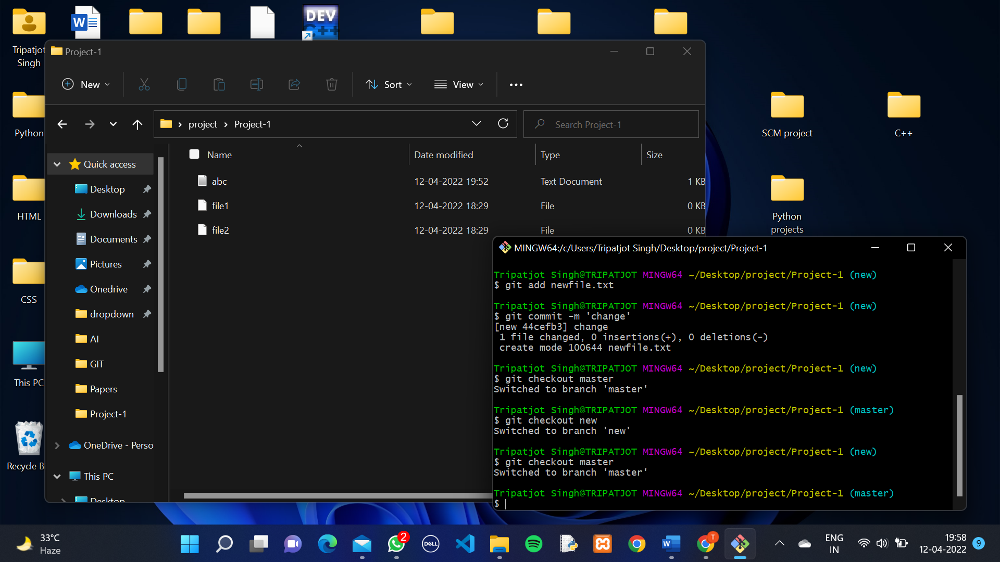 Tripatjot
Singh
Python
HTML
CSS
This PC
Recycle Bi
DEV
C++
SCM project
C++
Python
projects
Project-1
New
Sort
View
project
Project-1
Search Project-1
Name
Date modified
Type
Size
abc 12-04-2022 19:52 Text Document 1 KB
file1 12-04-2022 18:29 File 0 KB
file2 12-04-2022 18:29 File 0 KB
Quick access
Desktop
Downloads
Documents
Pictures
Onedrive
dropdown
AI
GIT
Papers
Project-1
OneDrive - Perso
This PC
Desktop
MINGW64:/c/Users/Tripatjot Singh/Desktop/project/Project-1
Tripatjot Singh@TRIPATJOT MINGW64 ~/Desktop/project/Project-1 (new)
$ git add newfile.txt
Tripatjot Singh@TRIPATJOT MINGW64 ~/Desktop/project/Project-1 (new)
$ git commit -m 'change'
[new 44cefb3] change
1 file changed, 0 insertions(+), 0 deletions(-)
create mode 100644 newfile.txt
Tripatjot Singh@TRIPATJOT MINGW64 ~/Desktop/project/Project-1 (new)
$ git checkout master
Switched to branch 'master'
Tripatjot Singh@TRIPATJOT MINGW64 ~/Desktop/project/Project-1 (master)
$ git checkout new
Switched to branch 'new'
Tripatjot Singh@TRIPATJOT MINGW64 ~/Desktop/project/Project-1 (new)
$ git checkout master
Switched to branch 'master'
Tripatjot Singh@TRIPATJOT MINGW64 ~/Desktop/project/Project-1 (master)
$
33°C
Haze
2
DELL
T
ENG
IN
19:58
12-04-2022
9